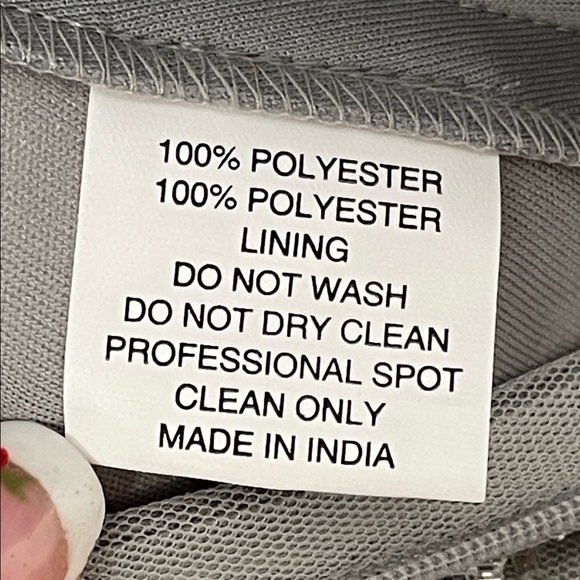 100% POLYESTER
100% POLYESTER
LINING
DO NOT WASH
DO NOT DRY CLEAN
PROFESSIONAL SPOT
CLEAN ONLY
MADE IN INDIA